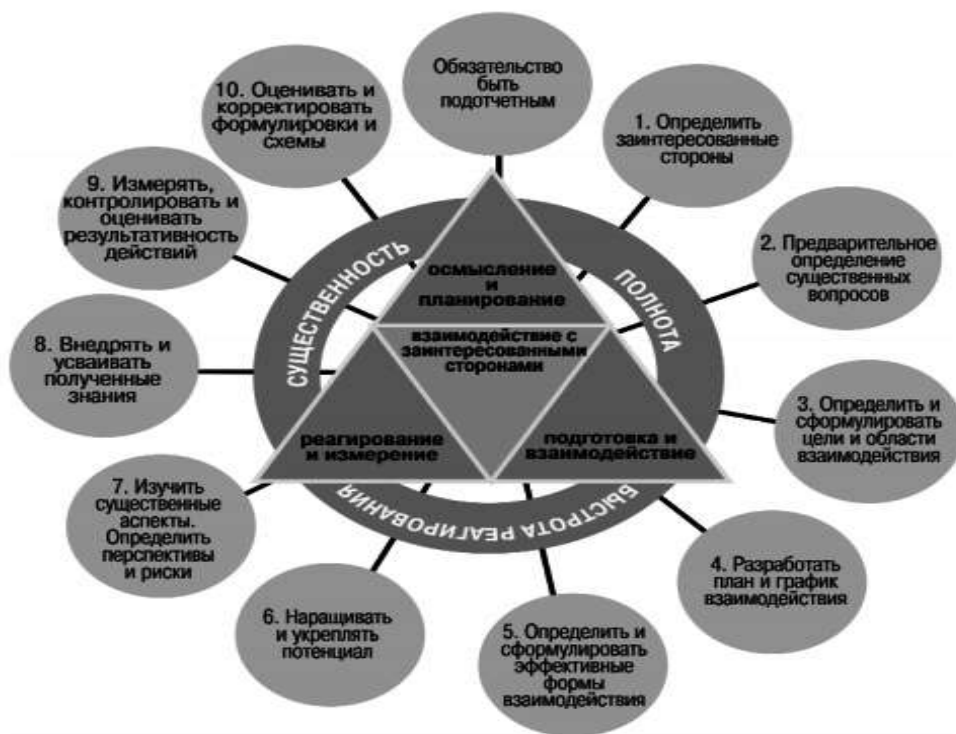 Обязательство
быть
подотчетным
1. Определить
заинтересованные
стороны
2. Предварительное
определение
существенных
вопросов
3. Определить и
сформулировать
цели и области
взаимодействия
4. Разработать
план и график
взаимодействия
5. Определить и
сформулировать
эффективные
формы
взаимодействия
6. Наращивать
и укреплять
потенциал
7. Изучить
существенные
аспекты.
Определить
перспективы
и риски
8. Внедрять и
усваивать
полученные
знания
9. Измерять,
контролировать и
оценивать
результативность
действий
10. Оценивать и
корректировать
формулировки и
схемы
СУЩЕСТВЕННОСТЬ
ПОЛНОТА
БЫСТРОТА РЕАГИРОВАНИЯ
осмысление
и
планирование
взаимодействие с
заинтересованными
сторонами
реагирование
и измерение
подготовка и
взаимодействие